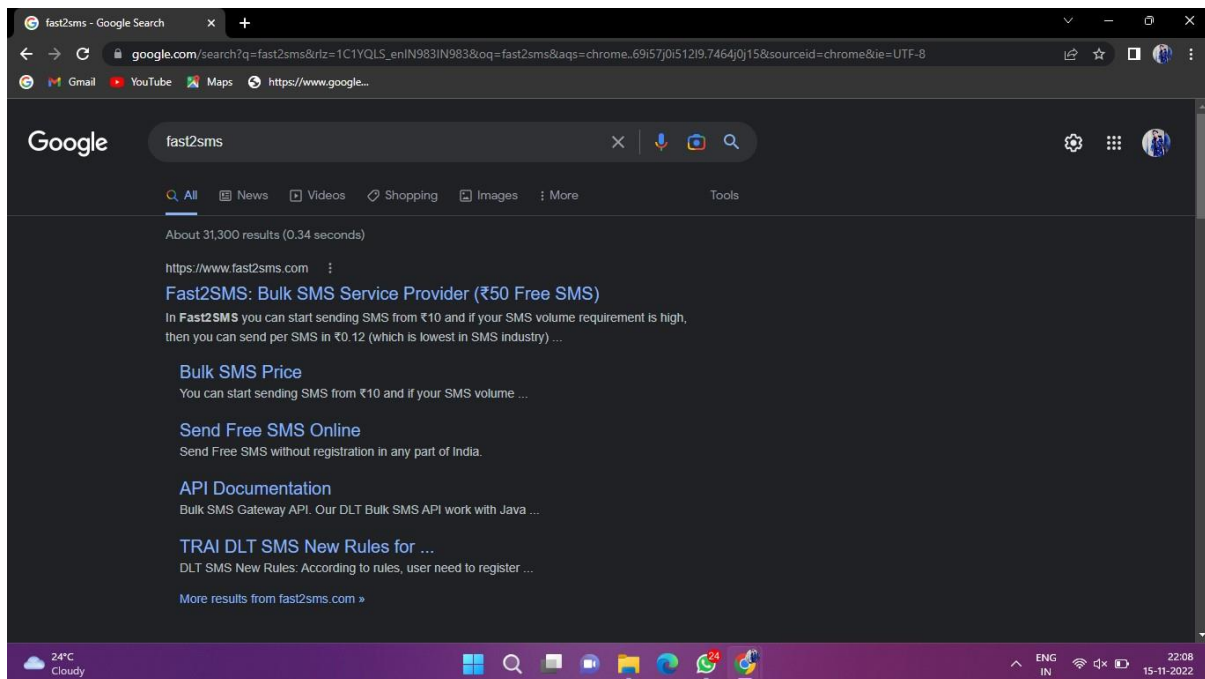 fast2sms - Google Search
google.com/search?q=fast2sms&rlz=1C1YQLS_enIN983IN983&oq=fast2sms&aqs=chrome..69i57j0i512l9.7464j0j15&sourceid=chrome&ie=UTF-8
Gmail YouTube Maps https://www.google...
Google fast2sms
All News Videos Shopping Images More Tools
About 31,300 results (0.34 seconds)
https://www.fast2sms.com
Fast2SMS: Bulk SMS Service Provider (₹50 Free SMS)
In Fast2SMS you can start sending SMS from ₹10 and if your SMS volume requirement is high,
then you can send per SMS in ₹0.12 (which is lowest in SMS industry) ...
Bulk SMS Price
You can start sending SMS from ₹10 and if your SMS volume ...
Send Free SMS Online
Send Free SMS without registration in any part of India.
API Documentation
Bulk SMS Gateway API. Our DLT Bulk SMS API work with Java ...
TRAI DLT SMS New Rules for ...
DLT SMS New Rules: According to rules, user need to register ...
More results from fast2sms.com »
24°C
Cloudy
24
ENG
IN
22:08
15-11-2022